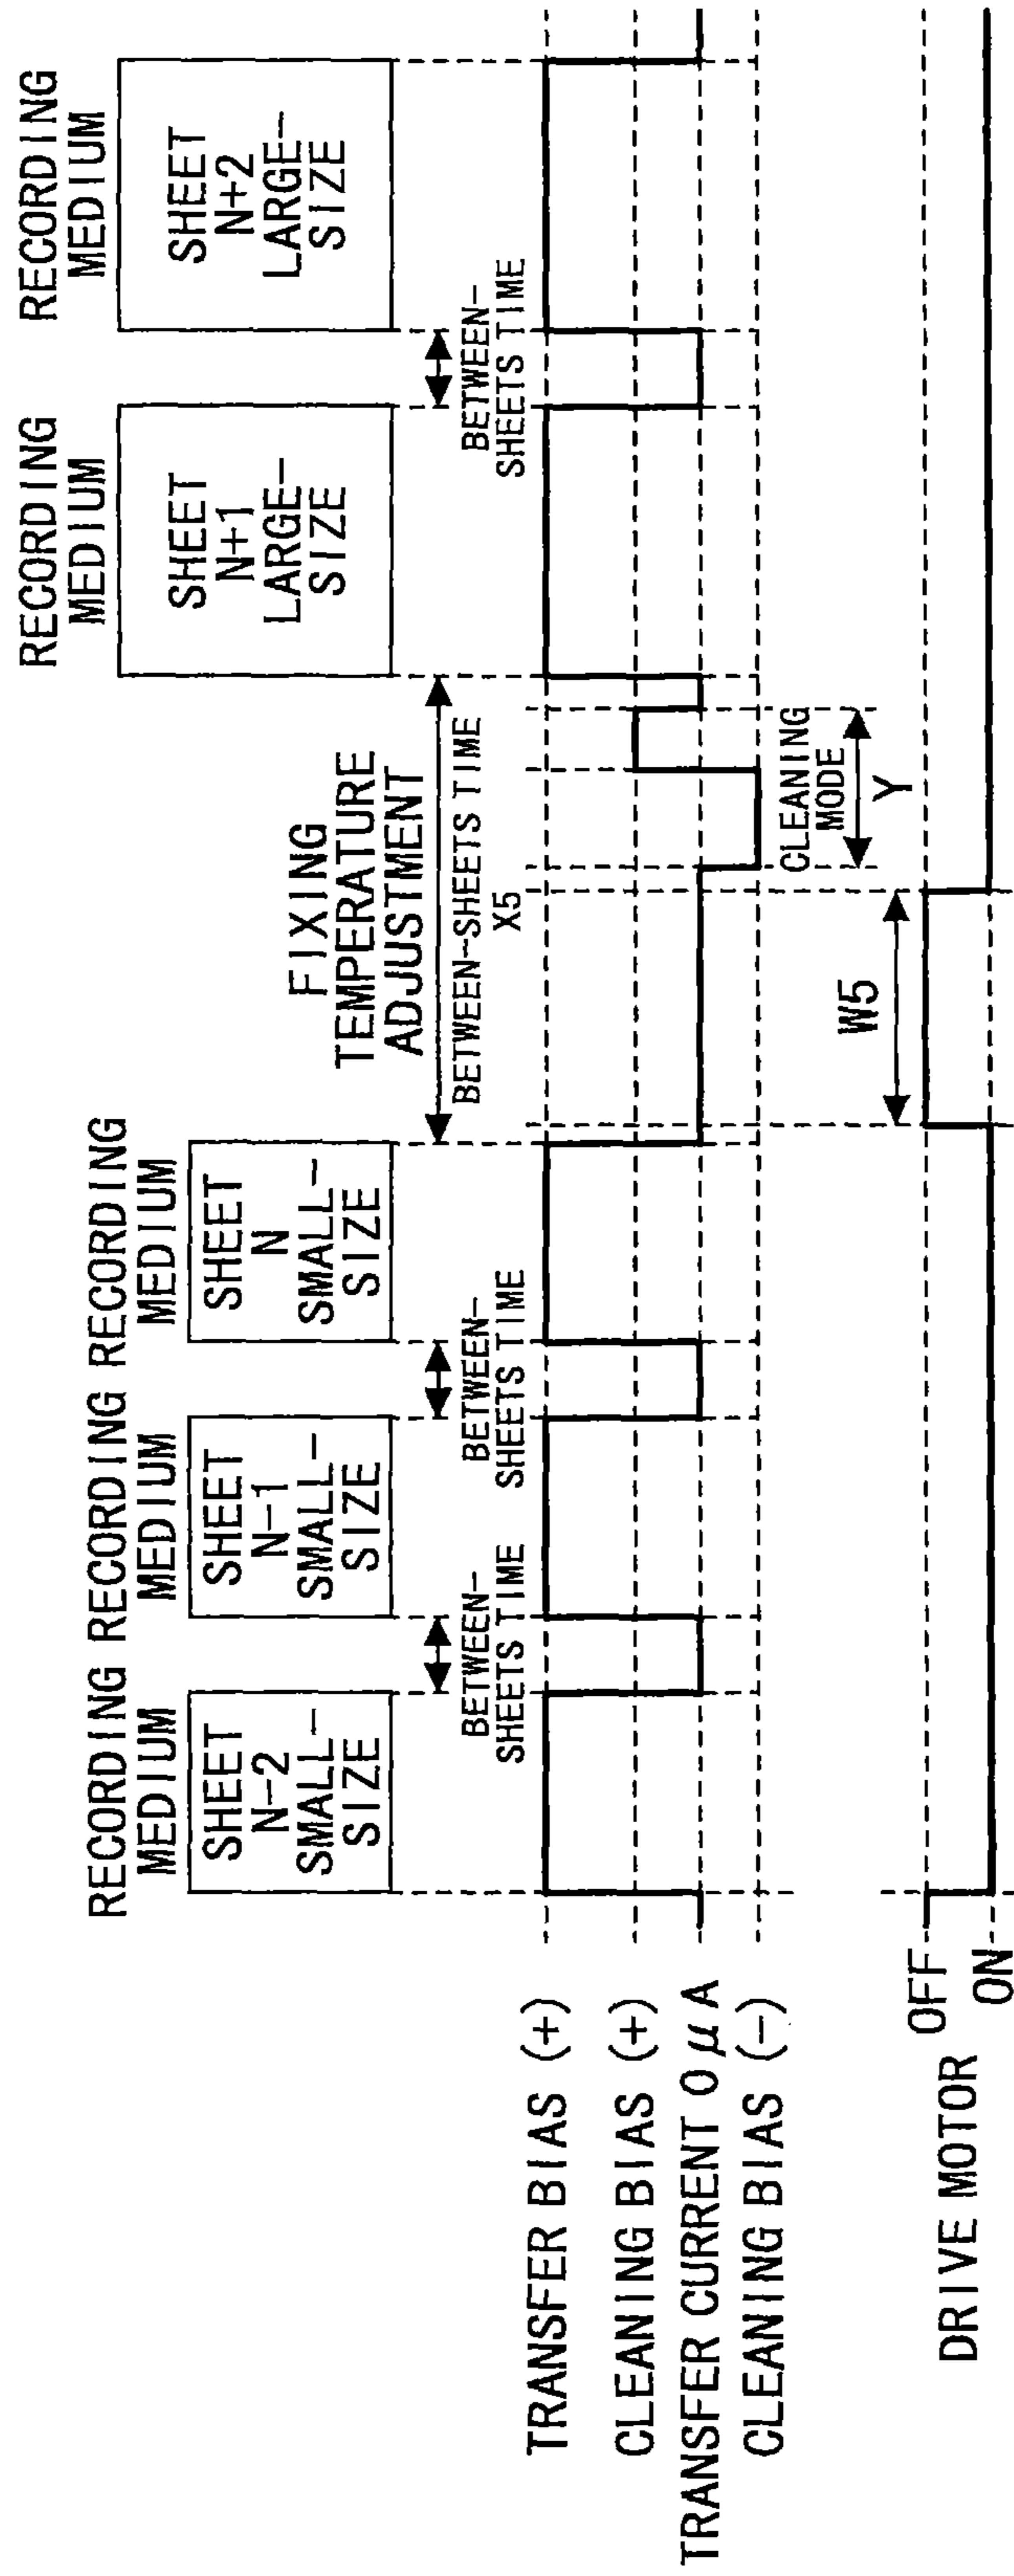 RECORDING
MEDIUM
SHEET
N-2
SMALL-
SIZE
RECORDING
MEDIUM
SHEET
N-1
SMALL-
SIZE
RECORDING
MEDIUM
SHEET
N
SMALL-
SIZE
RECORDING
MEDIUM
SHEET
N+1
LARGE-
SIZE
RECORDING
MEDIUM
SHEET
N+2
LARGE-
SIZE
BETWEEN-
SHEETS TIME
BETWEEN-
SHEETS TIME
FIXING
TEMPERATURE
ADJUSTMENT
BETWEEN-SHEETS TIME
X5
BETWEEN-
SHEETS TIME
TRANSFER BIAS (+)
CLEANING BIAS (+)
TRANSFER CURRENT 0 μA
CLEANING BIAS (-)
CLEANING
MODE
Y
W5
DRIVE MOTOR
OFF
ON